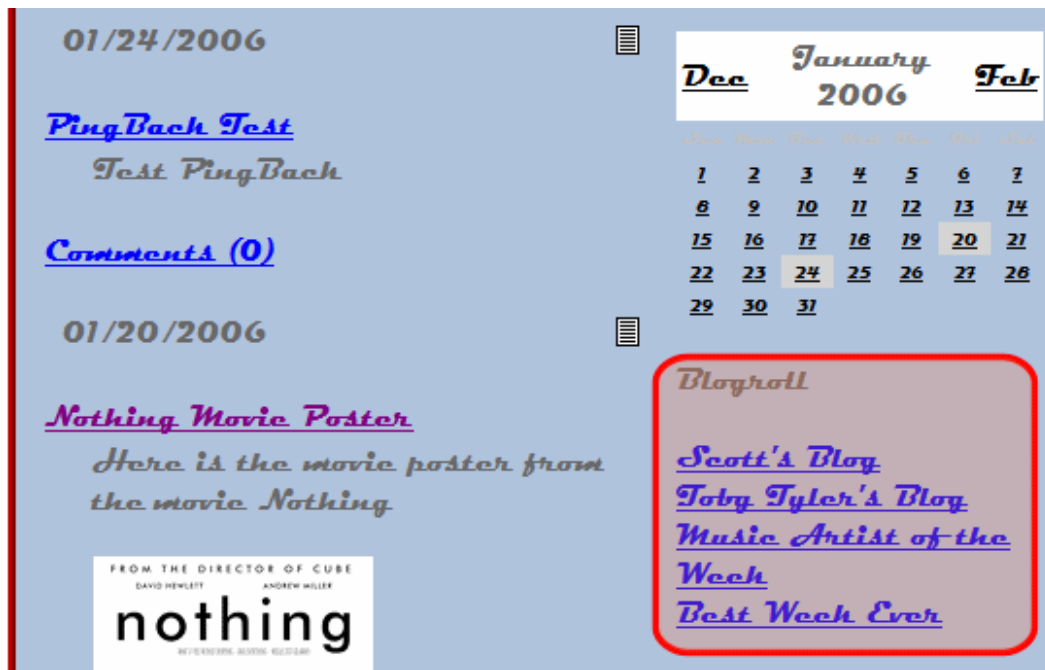 01/24/2006
PingBack Test
Test PingBack
Comments (0)
01/20/2006
Nothing Movie Poster
Here is the movie poster from
the movie Nothing
FROM THE DIRECTOR OF CUBE
DAVID HEWLETT ANDREW MILLER
nothing
Dec January Feb
2006
1 2 3 4 5 6 7
8 9 10 11 12 13 14
15 16 17 18 19 20 21
22 23 24 25 26 27 28
29 30 31
Blogroll
Scott's Blog
Toby Tyler's Blog
Music Artist of the
Week
Best Week Ever